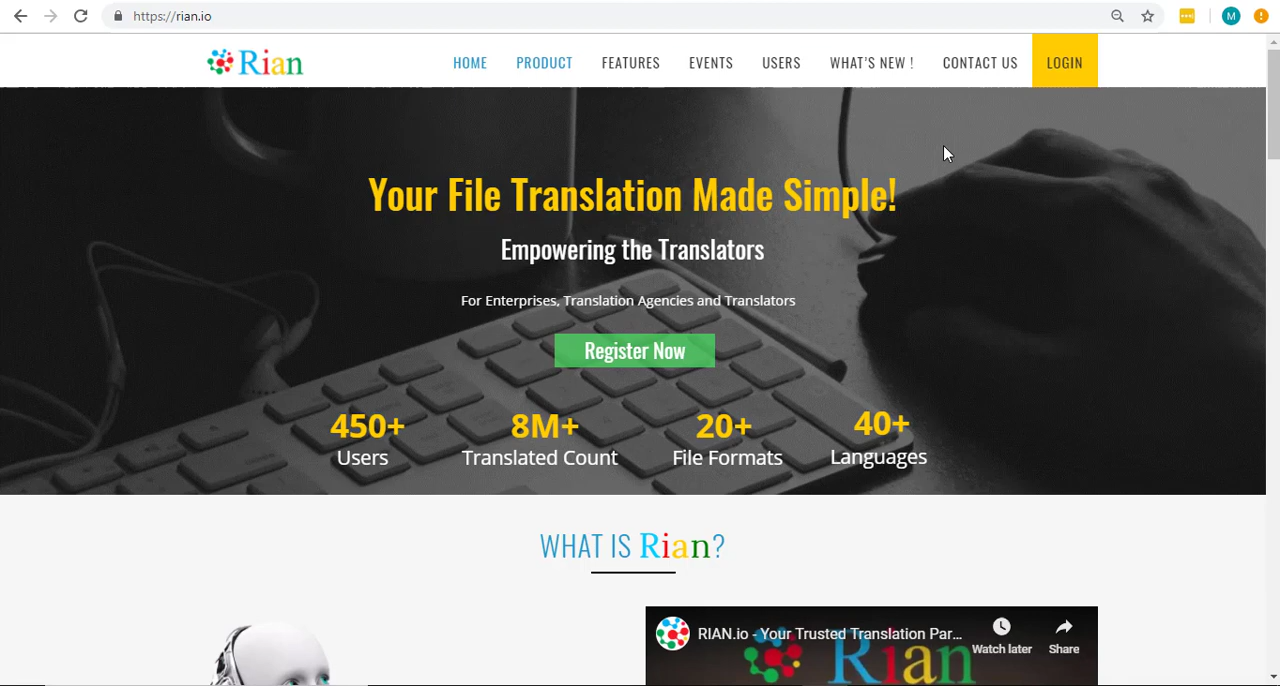 https://rian.io
M
Rian
HOME PRODUCT FEATURES EVENTS USERS WHAT'S NEW ! CONTACT US LOGIN
Your File Translation Made Simple!
Empowering the Translators
For Enterprises, Translation Agencies and Translators
Register Now
450+ 8M+ 20+ 40+
Users Translated Count File Formats Languages
WHAT IS Rian?
RIAN.io - Your Trusted Translation Par...
Watch later Share
Rian